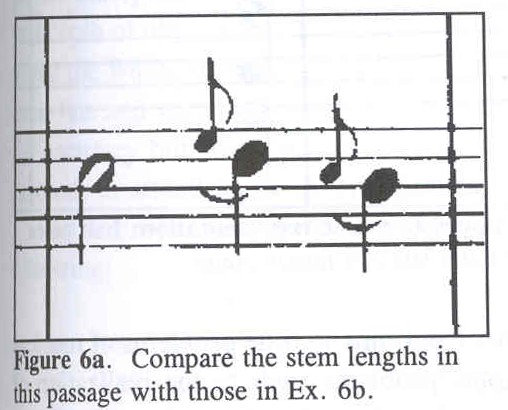 Figure 6a. Compare the stem lengths in
this passage with those in Ex. 6b.